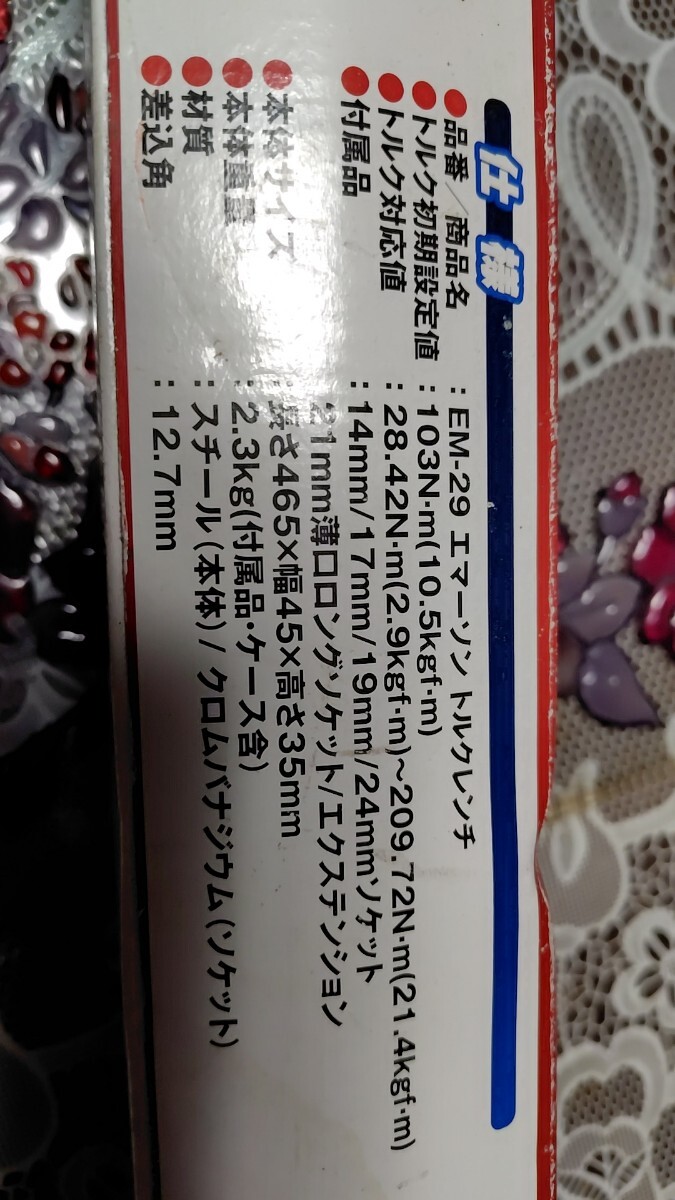 仕様
●品番/商品名 : EM-29 エマーソン トルクレンチ
●トルク初期設定値 : 103N·m(10.5kgf·m)
●トルク対応値 : 28.42N·m(2.9kgf·m)~209.72N·m(21.4kgf·m)
●付属品 : 14mm/17mm/19mm/24mmソケット
21mm薄口ロングソケット/エクステンション
●本体サイズ : 長さ465×幅45×高さ35mm
●本体重量 : 2.3kg(付属品・ケース含)
●材質 : スチール(本体)/クロムバナジウム(ソケット)
●差込角 : 12.7mm